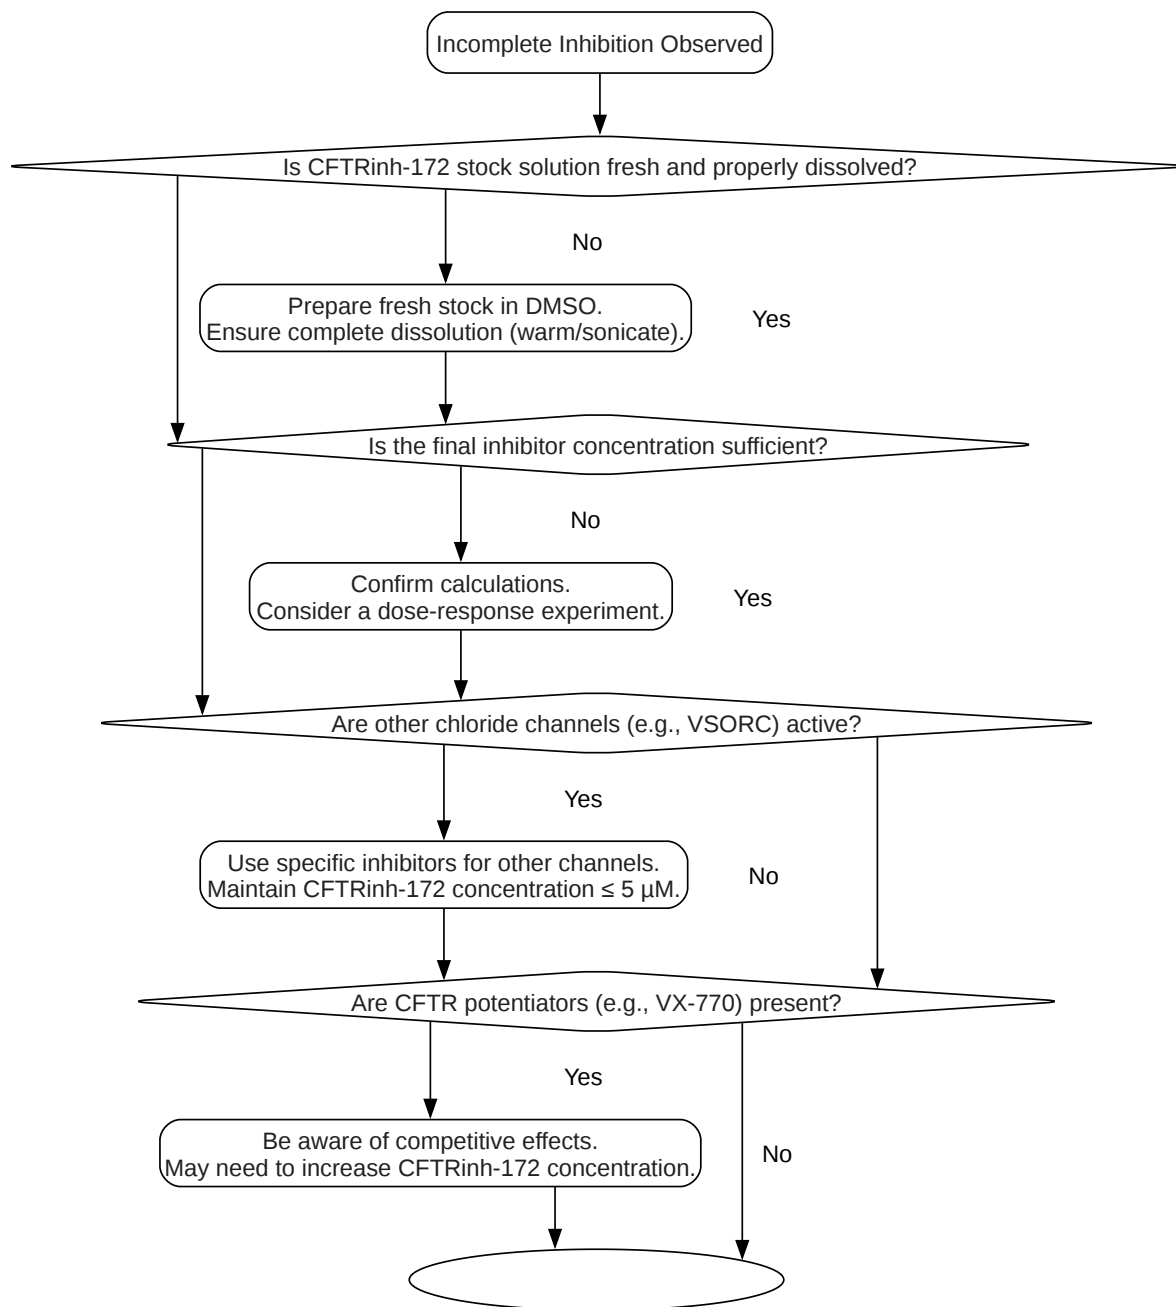 Incomplete Inhibition Observed
Is CFTRinh-172 stock solution fresh and properly dissolved?
No
Prepare fresh stock in DMSO.
Ensure complete dissolution (warm/sonicate).
Yes
Is the final inhibitor concentration sufficient?
No
Confirm calculations.
Consider a dose-response experiment.
Yes
Are other chloride channels (e.g., VSORC) active?
Yes
Use specific inhibitors for other channels.
Maintain CFTRinh-172 concentration ≤ 5 µM.
No
Are CFTR potentiators (e.g., VX-770) present?
Yes
Be aware of competitive effects.
May need to increase CFTRinh-172 concentration.
No